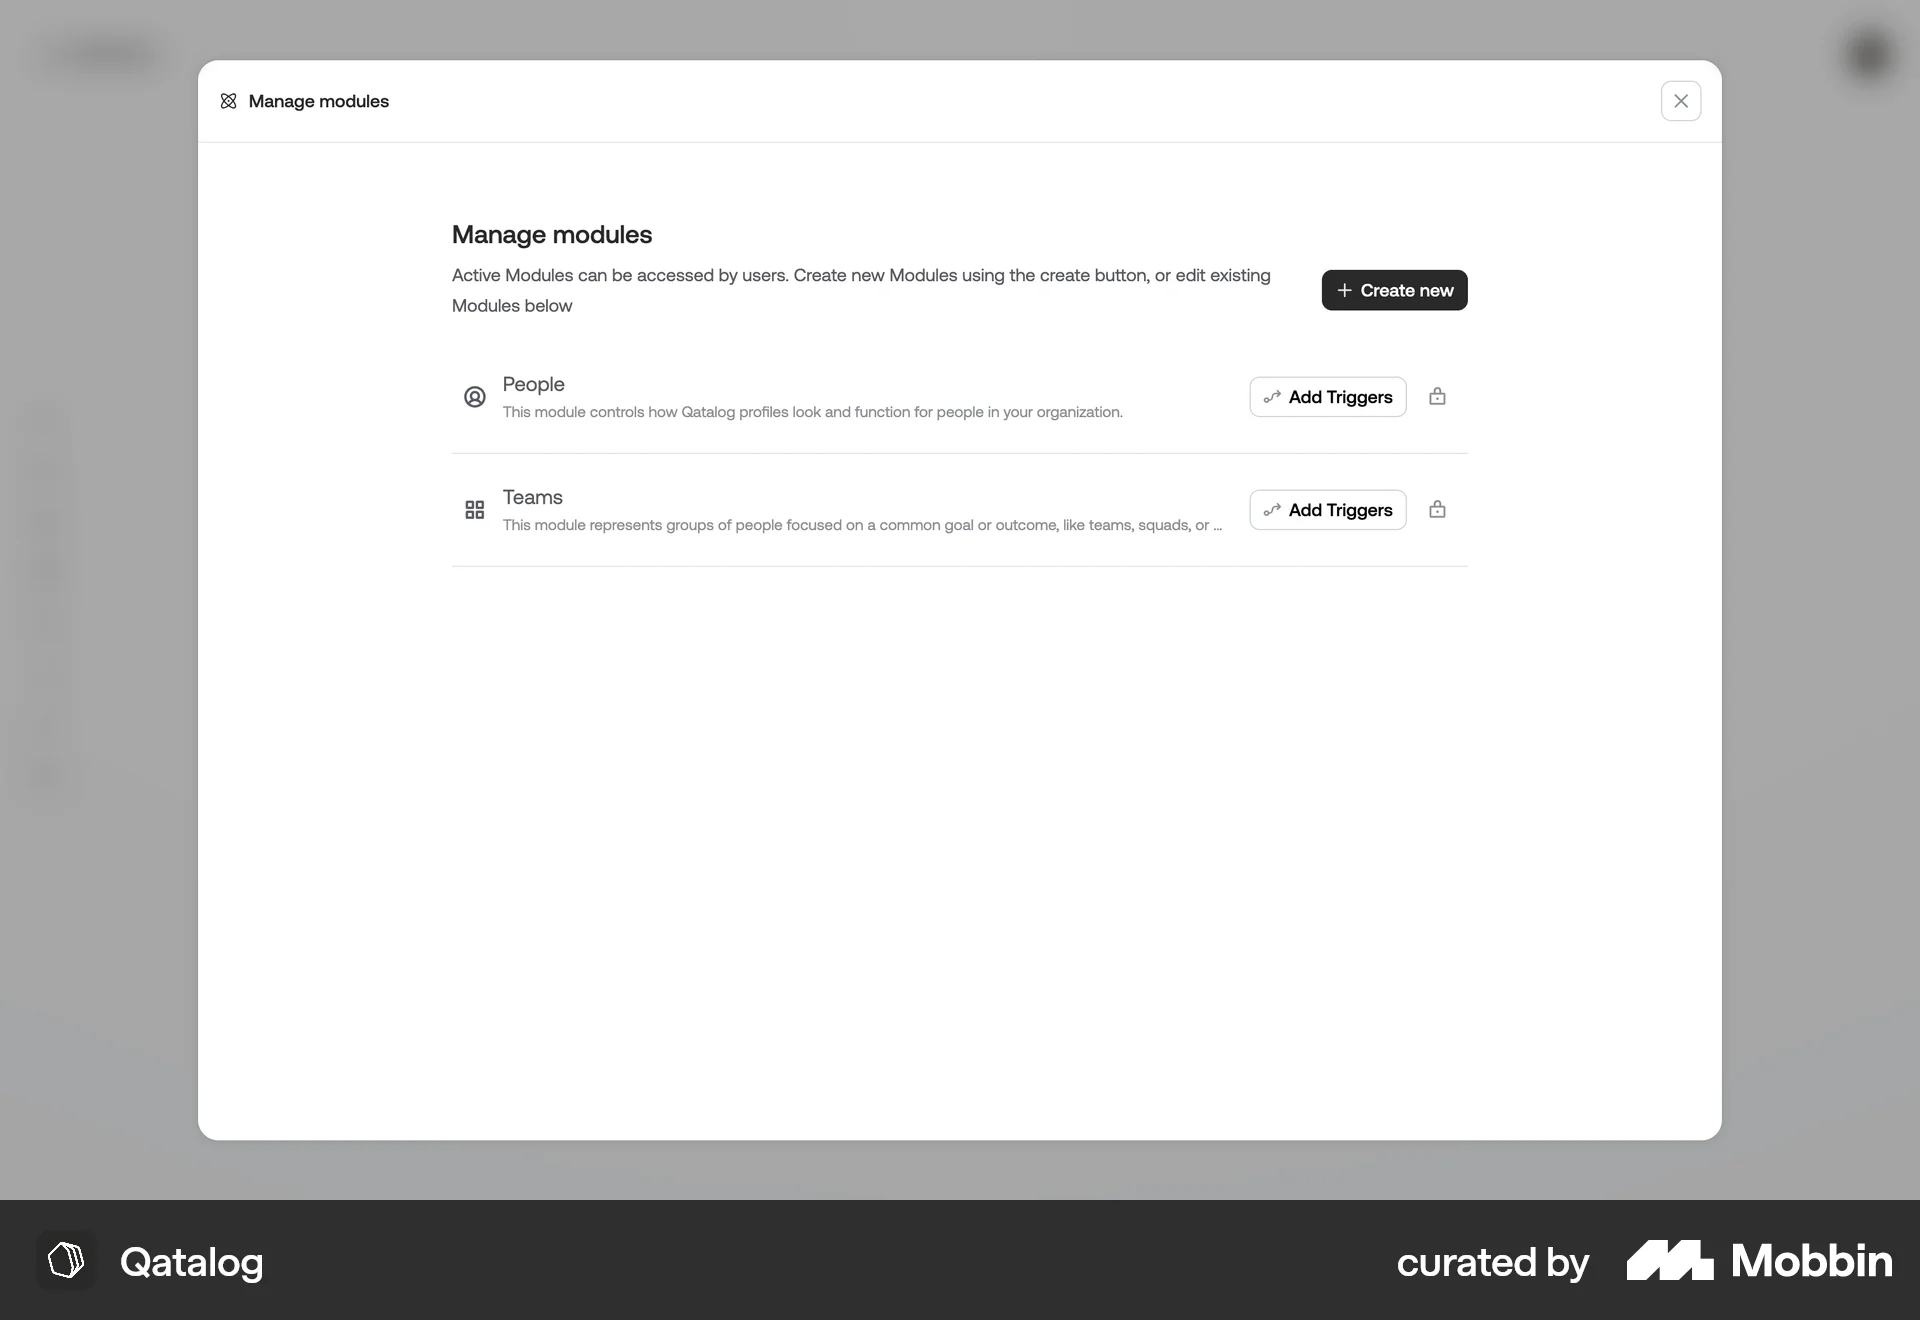 Manage modules
Manage modules
Active Modules can be accessed by users. Create new Modules using the create button, or edit existing
Modules below
Create new
People
This module controls how Qatalog profiles look and function for people in your organization.
Add Triggers
Teams
This module represents groups of people focused on a common goal or outcome, like teams, squads, or ...
Add Triggers
Qatalog
curated by
Mobbin